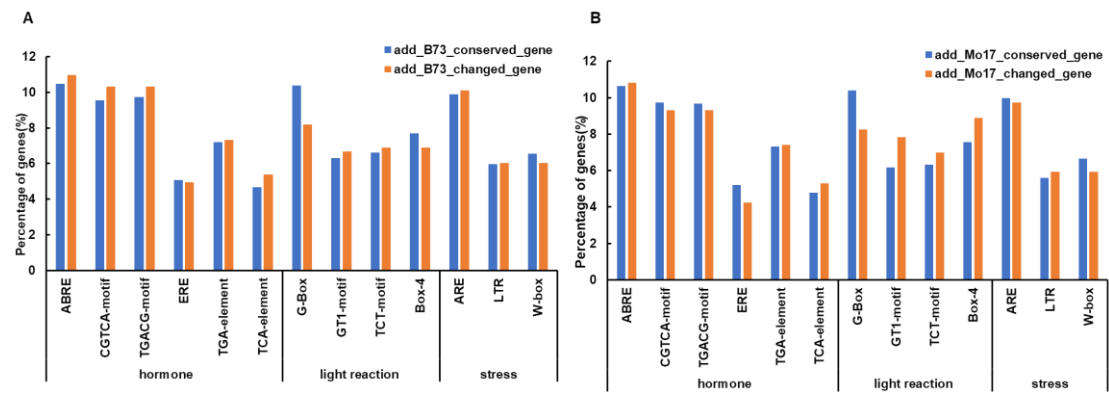 A
add_B73_conserved_gene
add_B73_changed_gene
Percentage of genes(%)
12
10
8
6
4
2
0
ABRE
CGTCA-motif
TGACG-motif
ERE
TGA-element
TCA-element
G-Box
GT1-motif
TCT-motif
Box-4
ARE
LTR
W-box
hormone
light reaction
stress
B
add_Mo17_conserved_gene
add_Mo17_changed_gene
Percentage of genes(%)
12
10
8
6
4
2
0
ABRE
CGTCA-motif
TGACG-motif
ERE
TGA-element
TCA-element
G-Box
GT1-motif
TCT-motif
Box-4
ARE
LTR
W-box
hormone
light reaction
stress